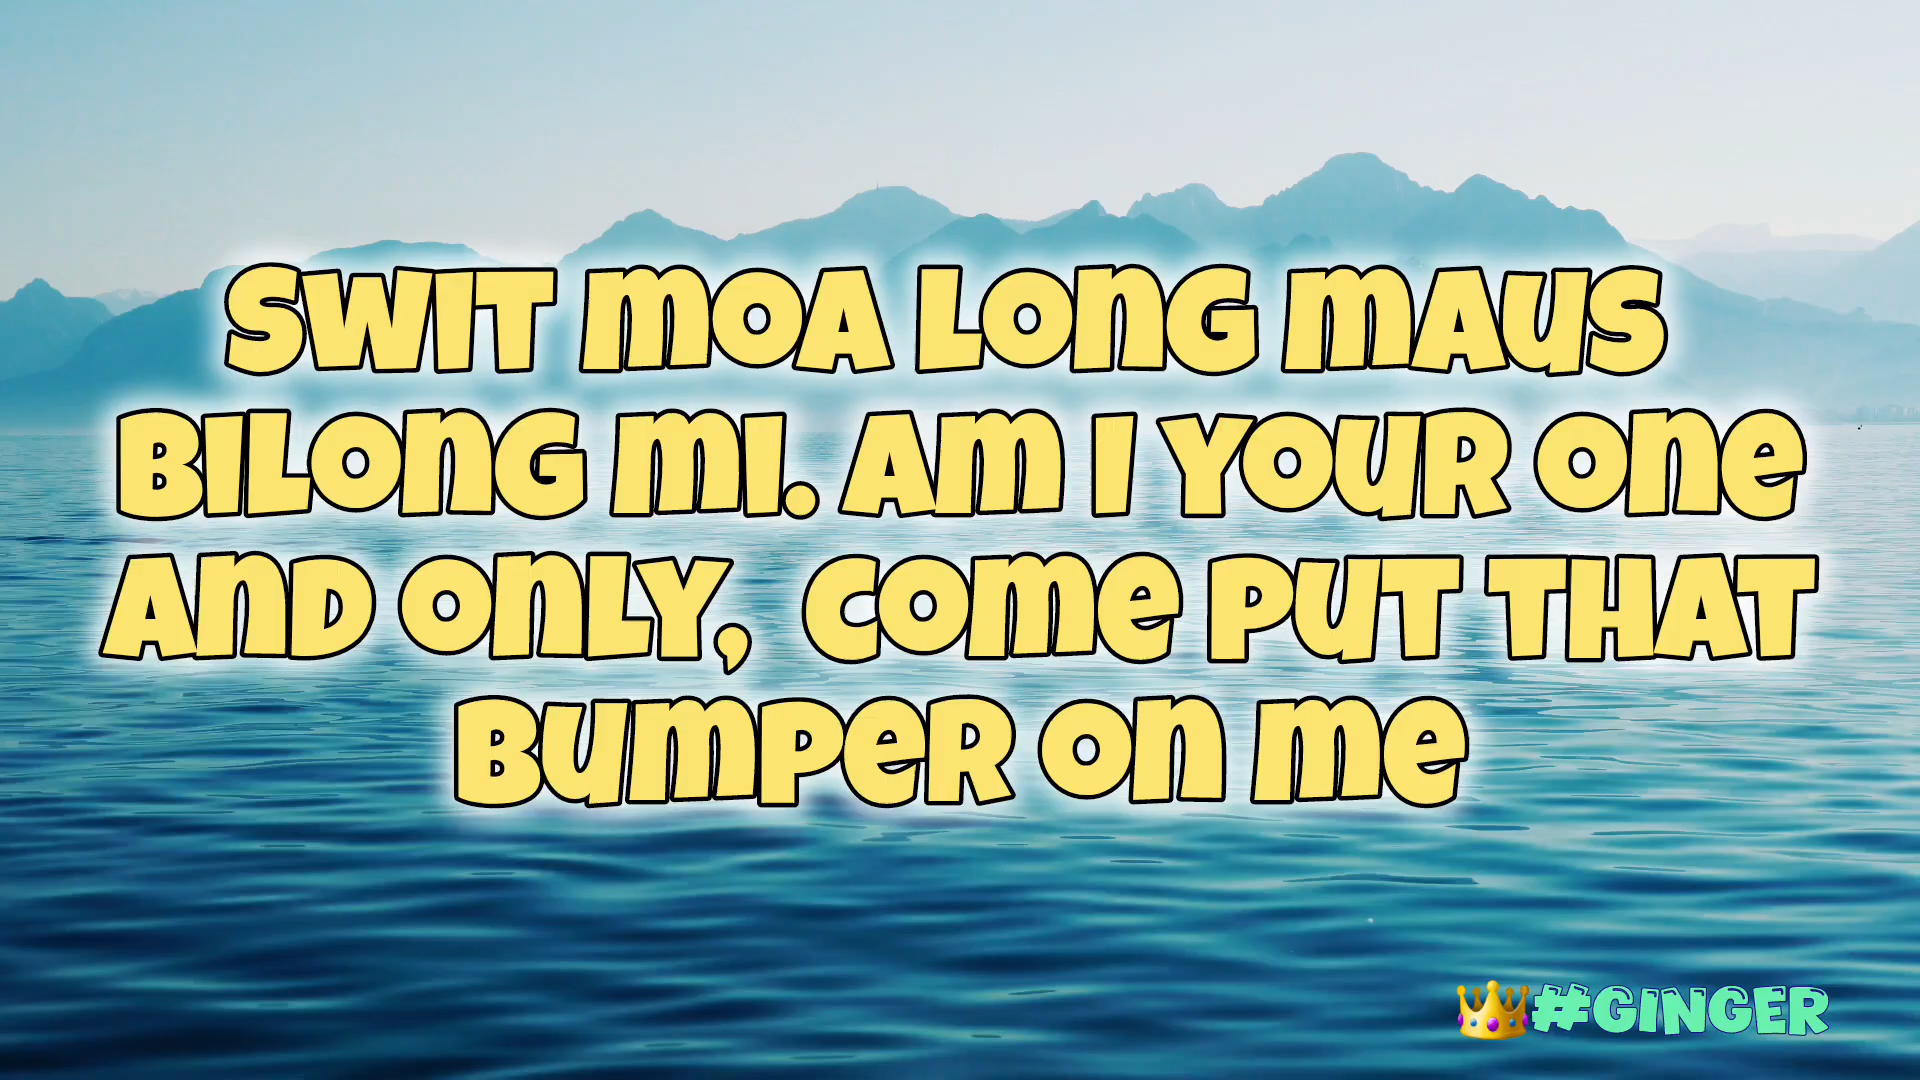 SWIT MOA LONG MAUS
BILONG MI. AM I YOUR ONE
AND ONLY, COME PUT THAT
BUMPER ON ME
👑#GINGER